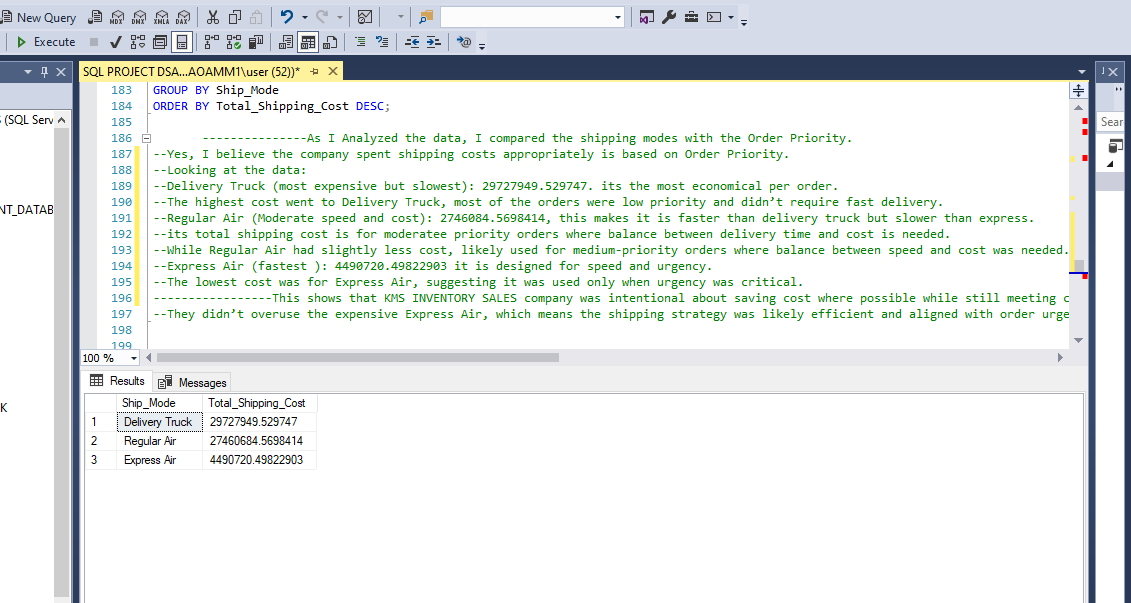 New Query MDX DMX XMLA DAX
Execute
SQL PROJECT DSA...AOAMM1\user (52))*
(SQL Serv
NT_DATAB
K
Sear
183 GROUP BY Ship_Mode
184 ORDER BY Total_Shipping_Cost DESC;
185
186 ---------------As I Analyzed the data, I compared the shipping modes with the Order Priority.
187 --Yes, I believe the company spent shipping costs appropriately is based on Order Priority.
188 --Looking at the data:
189 --Delivery Truck (most expensive but slowest): 29727949.529747. its the most economical per order.
190 --The highest cost went to Delivery Truck, most of the orders were low priority and didn’t require fast delivery.
191 --Regular Air (Moderate speed and cost): 2746084.5698414, this makes it is faster than delivery truck but slower than express.
192 --its total shipping cost is for moderatee priority orders where balance between delivery time and cost is needed.
193 --While Regular Air had slightly less cost, likely used for medium-priority orders where balance between speed and cost was needed.
194 --Express Air (fastest ): 4490720.49822903 it is designed for speed and urgency.
195 --The lowest cost was for Express Air, suggesting it was used only when urgency was critical.
196 -----------------This shows that KMS INVENTORY SALES company was intentional about saving cost where possible while still meeting c
197 --They didn’t overuse the expensive Express Air, which means the shipping strategy was likely efficient and aligned with order urge
198
199
100 %
Results Messages
Ship_Mode Total_Shipping_Cost
1 Delivery Truck 29727949.529747
2 Regular Air 27460684.5698414
3 Express Air 4490720.49822903